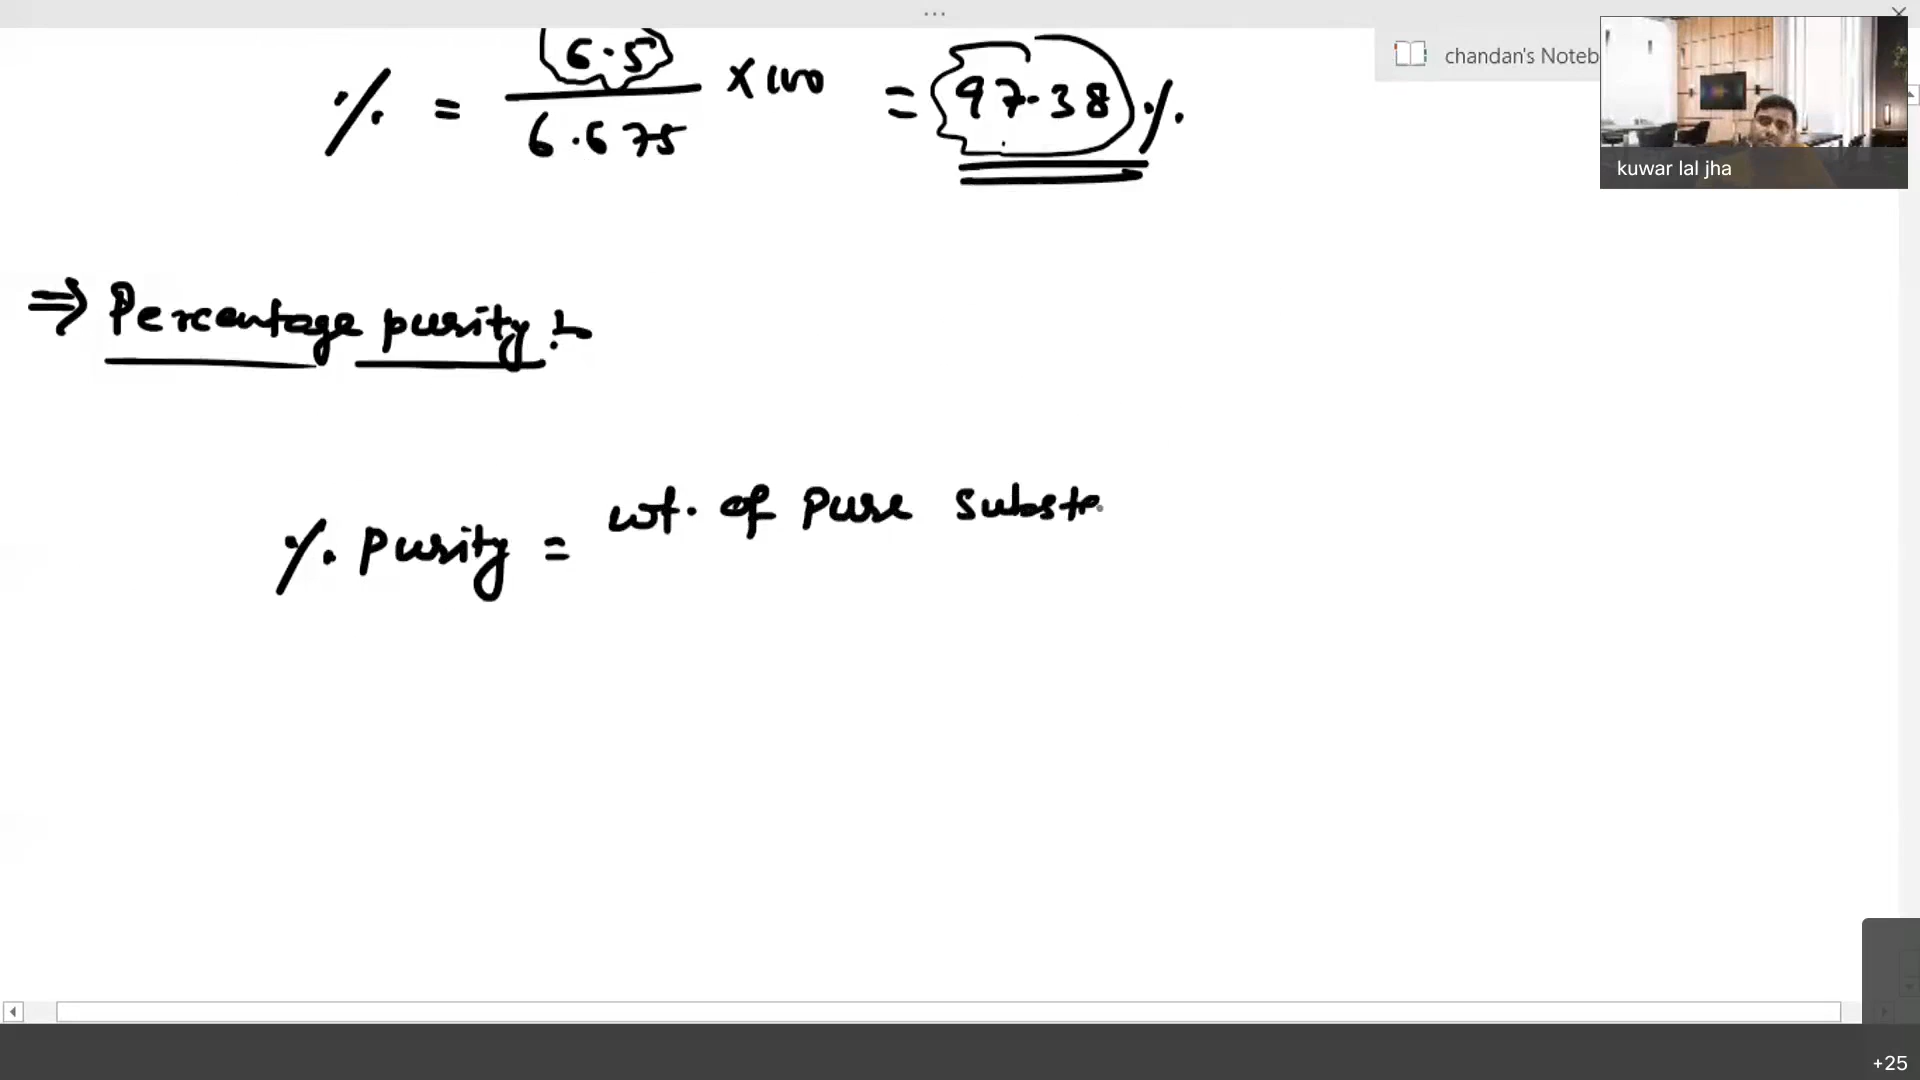 ...
% = 6.5 / 6.675 × 100 = 97.38 %
chandan's Noteb
kuwar lal jha
⇒ Percentage purity :-
% Purity = wt. of pure substa
+25